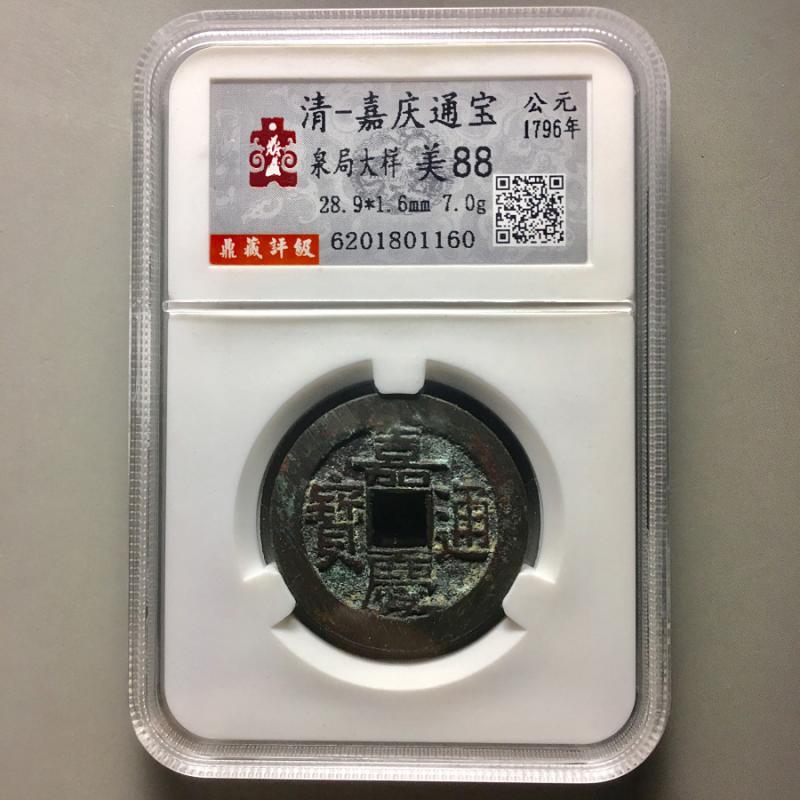 清-嘉庆通宝
公元
1796年
泉局大样 美88
28.9*1.6mm 7.0g
鼎藏評級
6201801160
嘉
寶 通
慶